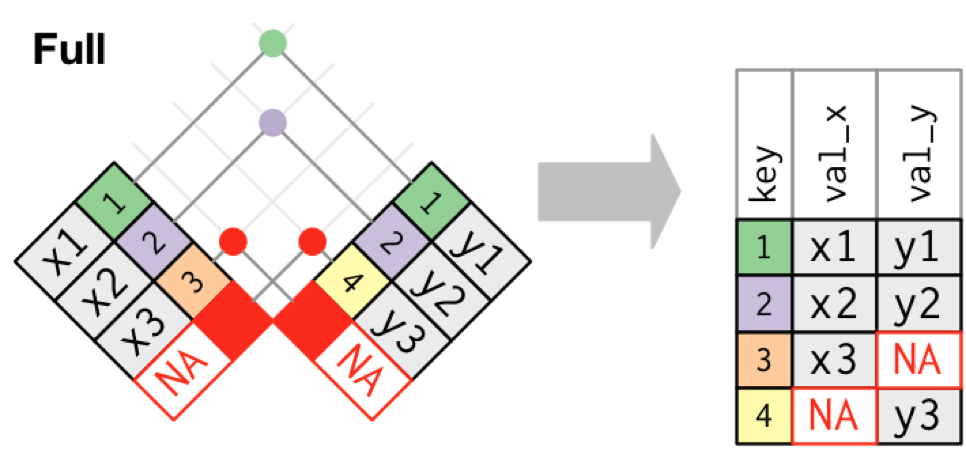 Full
1
x1
2
x2
3
x3
NA
1
y1
2
y2
4
y3
NA
key val_x val_y
1 x1 y1
2 x2 y2
3 x3 NA
4 NA y3